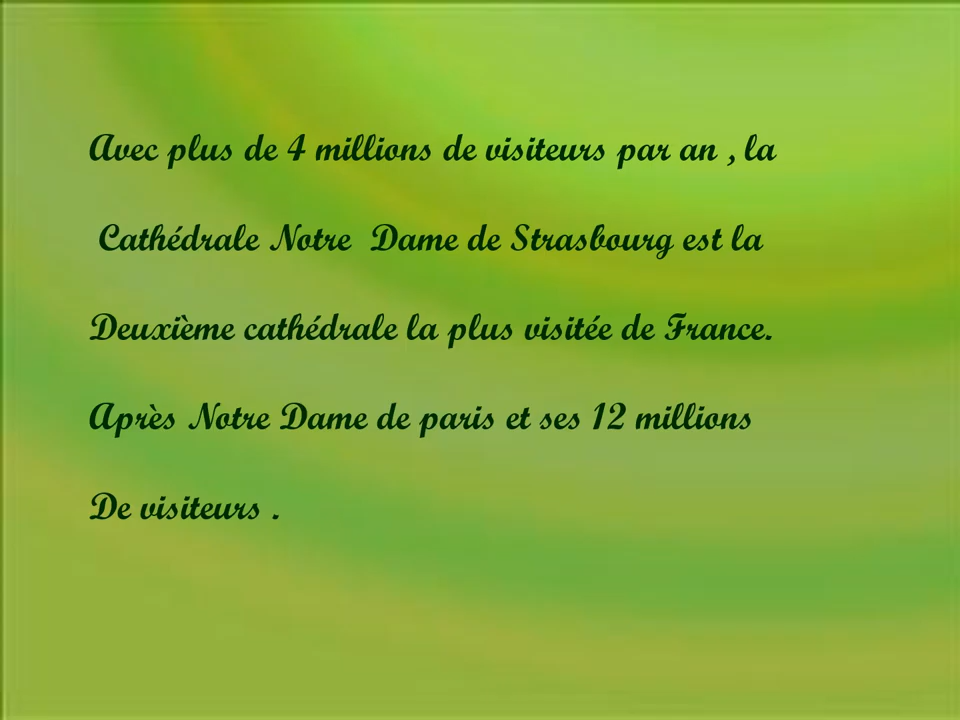 Avec plus de 4 millions de visiteurs par an , la
Cathédrale Notre  Dame de Strasbourg est la
Deuxième cathédrale la plus visitée de France.
Après Notre Dame de paris et ses 12 millions
De visiteurs .